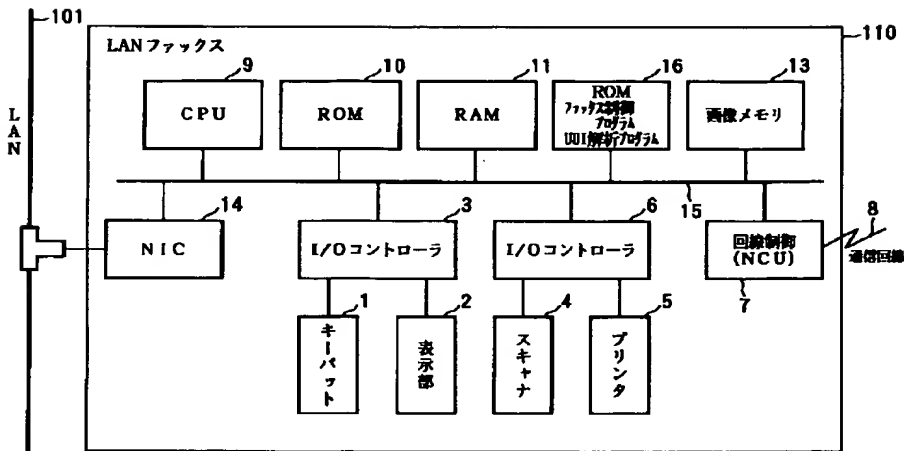 101
110
LANファックス
LAN
9
CPU
10
ROM
11
RAM
16
ROM
ファックス制御
プログラム
UUI解析プログラム
13
画像メモリ
15
14
NIC
3
I/Oコントローラ
6
I/Oコントローラ
回線制御
(NCU)
7
8
通信回線
1
キーパット
2
表示部
4
スキャナ
5
プリンタ